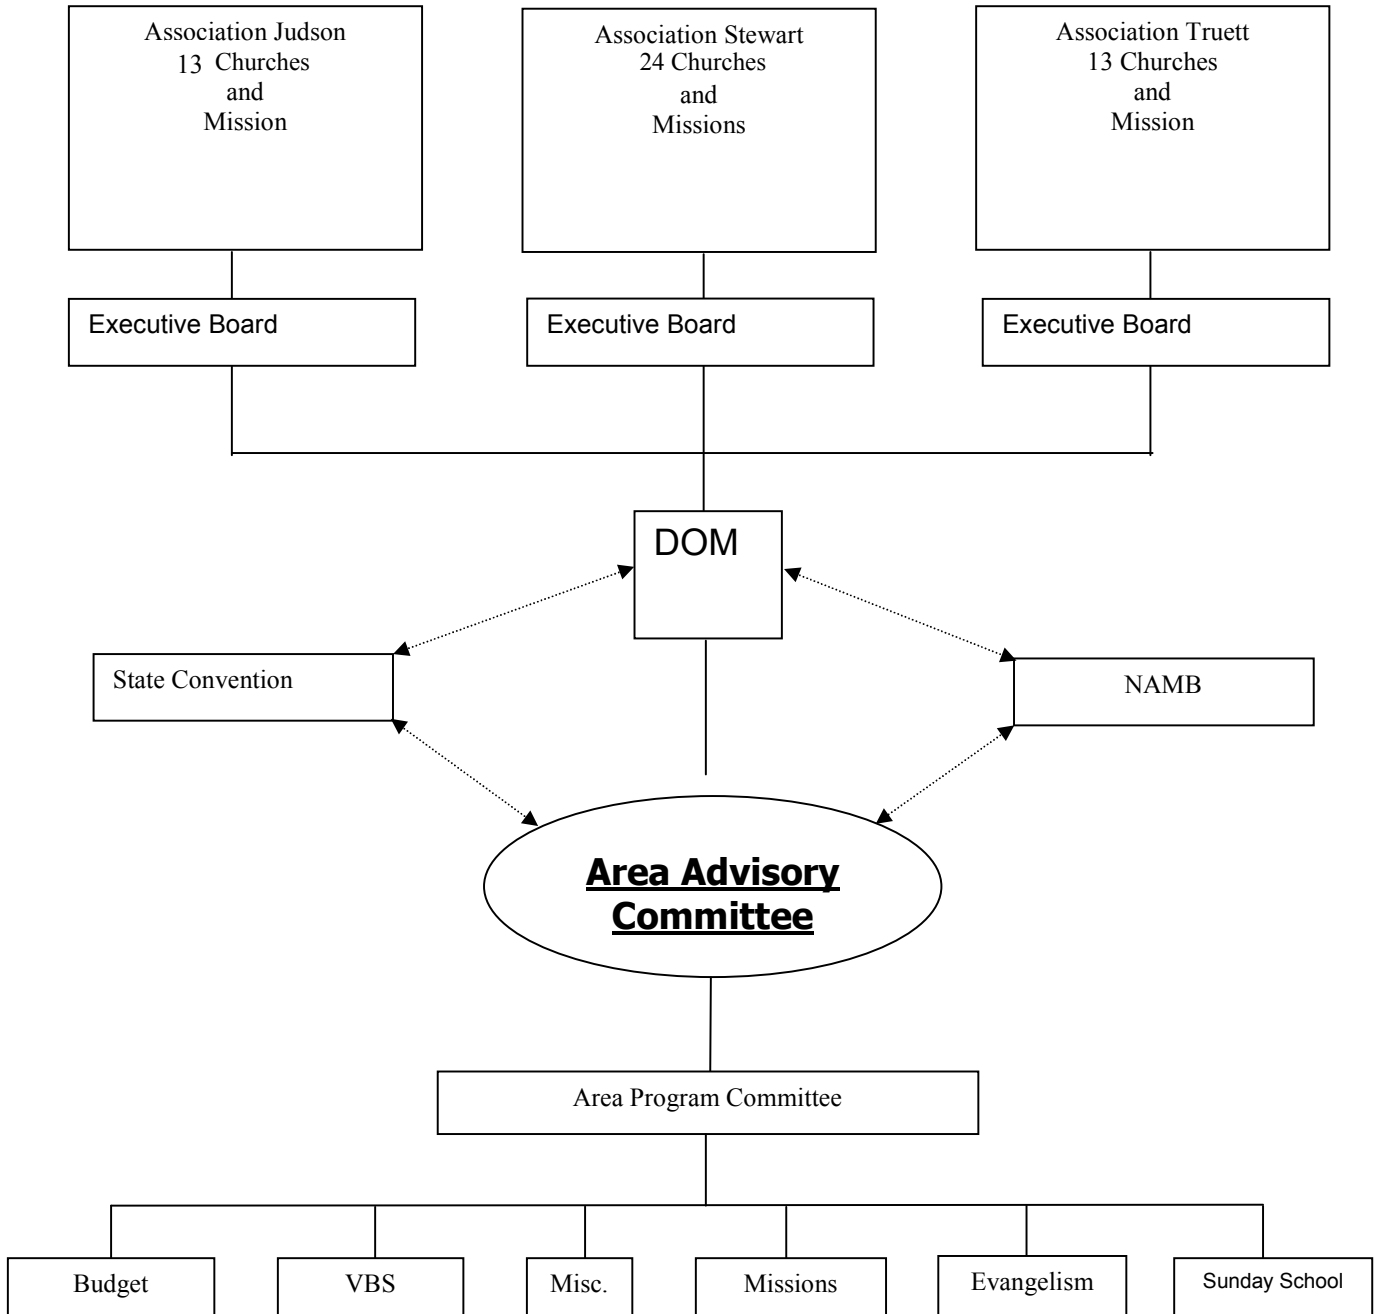 Association Judson
13 Churches
and
Mission
Association Stewart
24 Churches
and
Missions
Association Truett
13 Churches
and
Mission
Executive Board
Executive Board
Executive Board
DOM
State Convention
NAMB
Area Advisory
Committee
Area Program Committee
Budget
VBS
Misc.
Missions
Evangelism
Sunday School